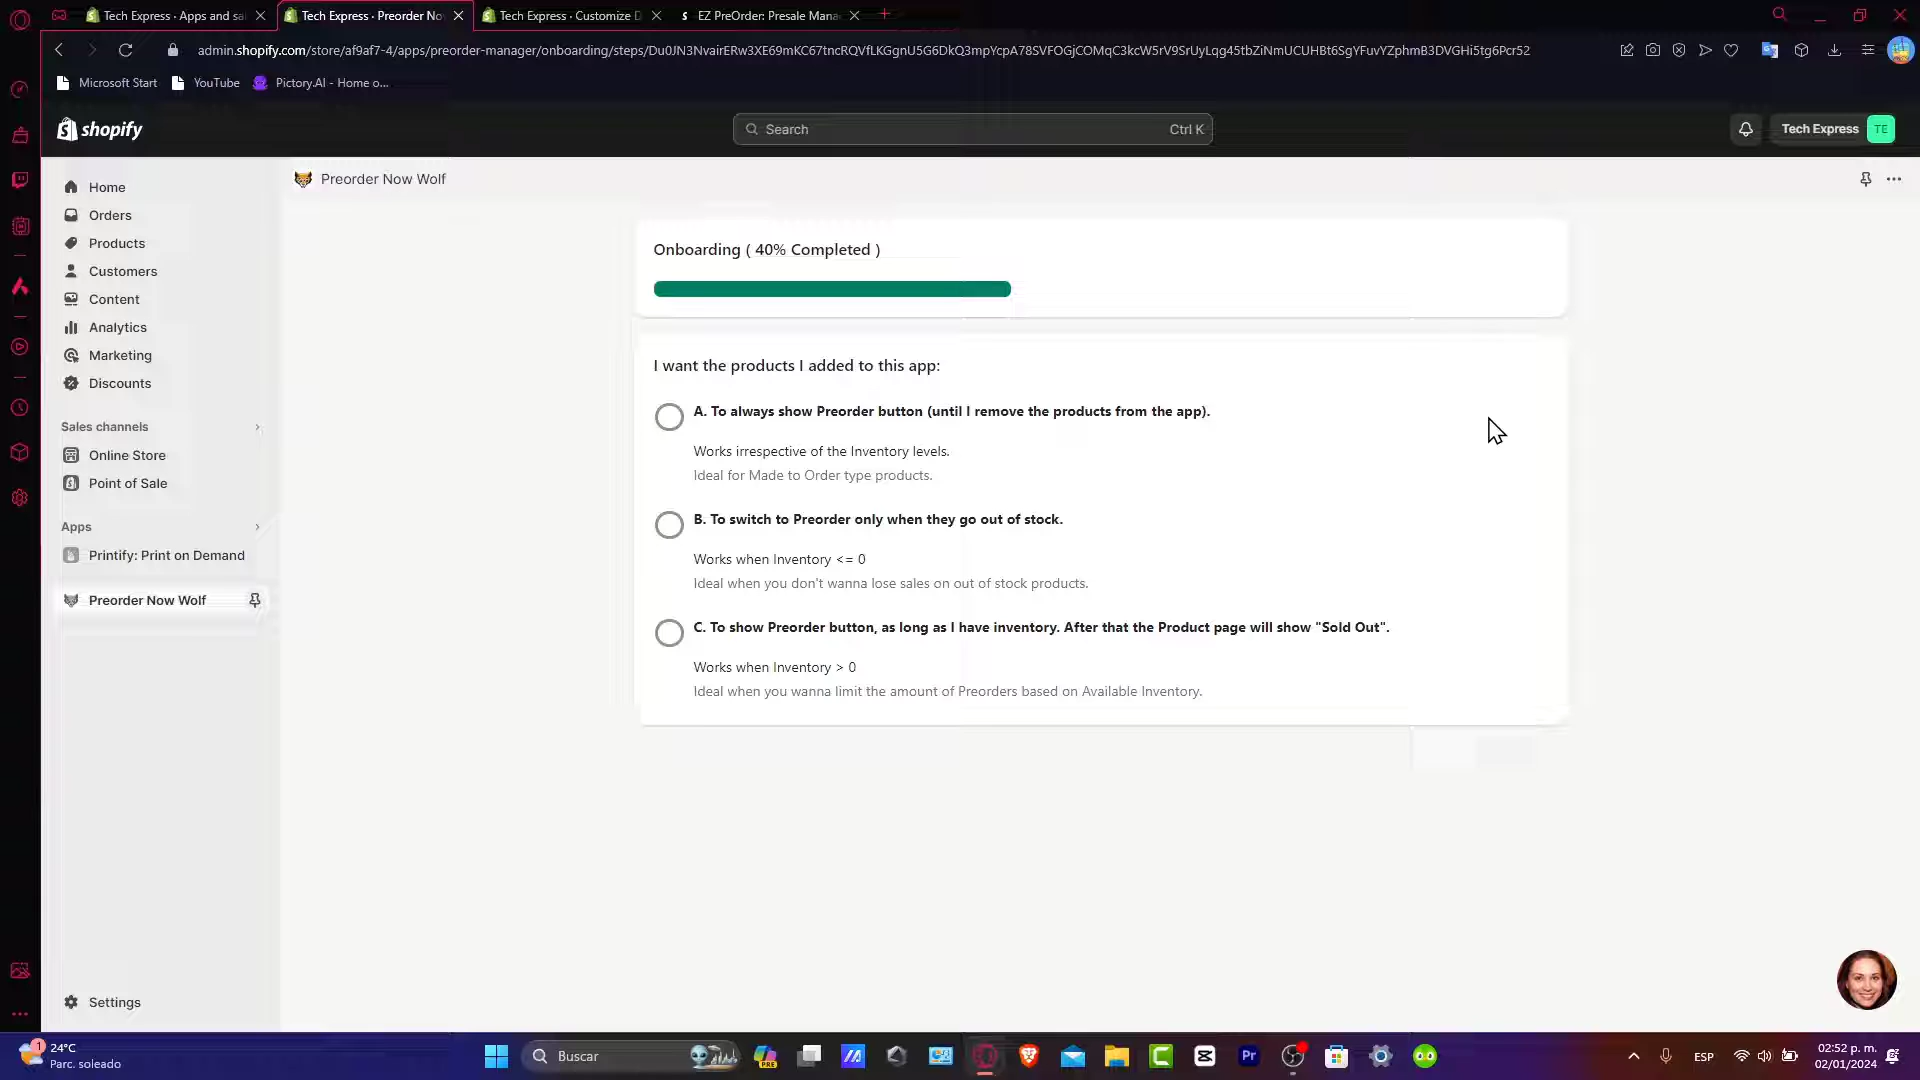 Tech Express · Apps and sa
Tech Express · Preorder No
Tech Express · Customize D
EZ PreOrder: Presale Mana
admin.shopify.com/store/af9af7-4/apps/preorder-manager/onboarding/steps/Du0JN3NvairERw3XE69mKC67tncRQVfLKGgnU5G6DkQ3mpYcpA78SVFOGjCOMqC3kcW5rV9SrUyLqg45tbZiNmUCUHBt6SgYFuvYZphmB3DVGHi5tg6Pcr52
Microsoft Start
YouTube
Pictory.AI - Home o...
shopify
Search
Ctrl K
Tech Express
TE
Home
Orders
Products
Customers
Content
Analytics
Marketing
Discounts
Sales channels
Online Store
Point of Sale
Apps
Printify: Print on Demand
Preorder Now Wolf
Settings
Preorder Now Wolf
Onboarding ( 40% Completed )
I want the products I added to this app:
A. To always show Preorder button (until I remove the products from the app).
Works irrespective of the Inventory levels.
Ideal for Made to Order type products.
B. To switch to Preorder only when they go out of stock.
Works when Inventory <= 0
Ideal when you don't wanna lose sales on out of stock products.
C. To show Preorder button, as long as I have inventory. After that the Product page will show "Sold Out".
Works when Inventory > 0
Ideal when you wanna limit the amount of Preorders based on Available Inventory.
1
24°C
Parc. soleado
Buscar
PRE
Pr
ESP
02:52 p. m.
02/01/2024